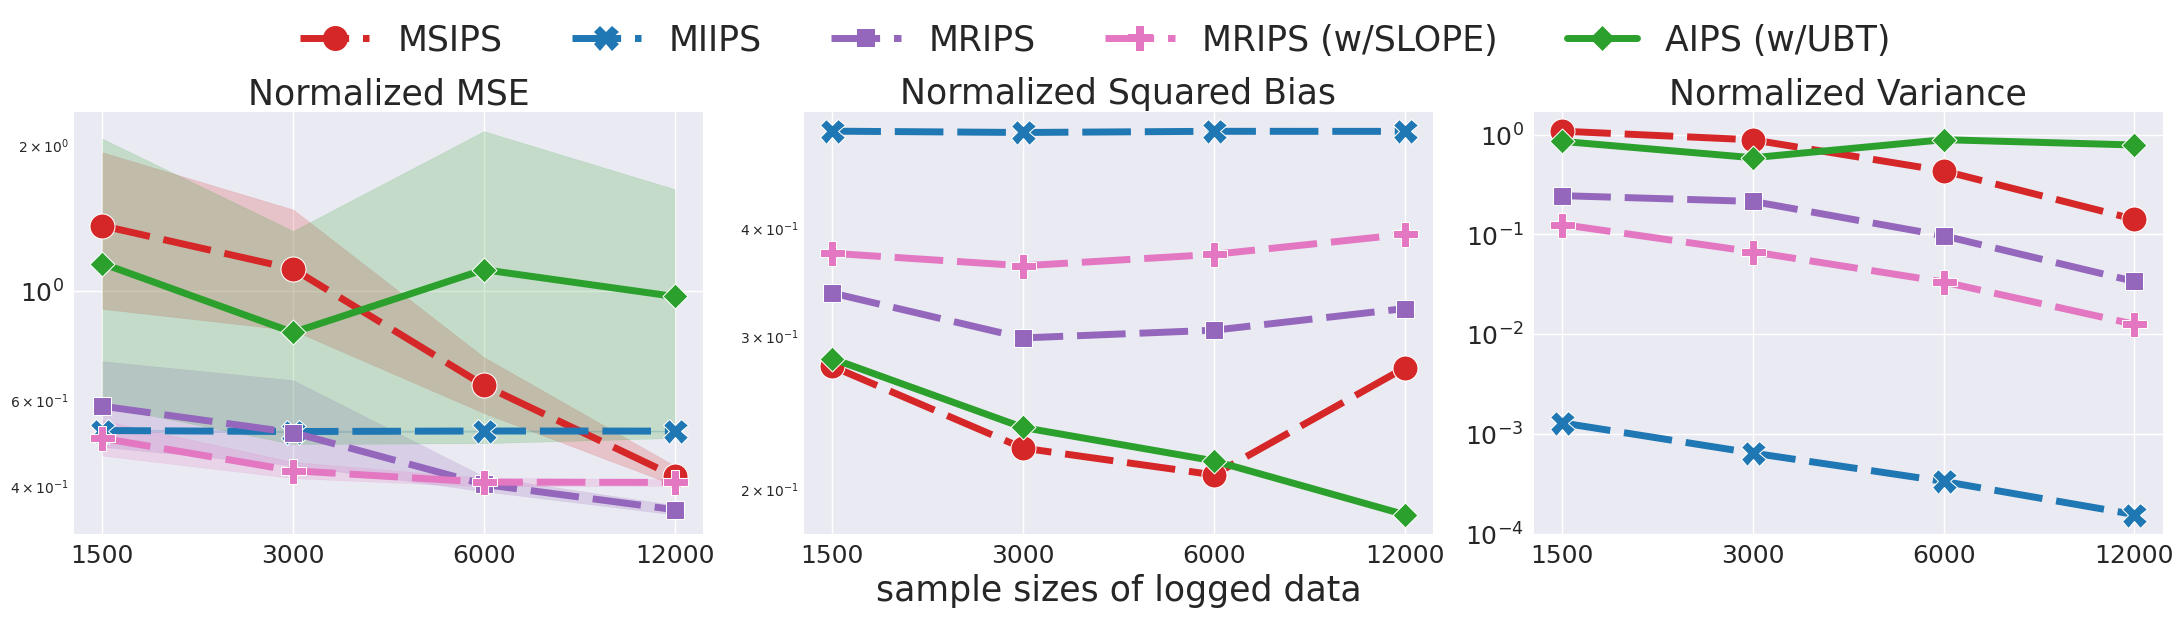 MSIPS MIIPS MRIPS MRIPS (w/SLOPE) AIPS (w/UBT)
Normalized MSE
2 × 10⁰
10⁰
6 × 10⁻¹
4 × 10⁻¹
1500 3000 6000 12000
Normalized Squared Bias
4 × 10⁻¹
3 × 10⁻¹
2 × 10⁻¹
1500 3000 6000 12000
Normalized Variance
10⁰
10⁻¹
10⁻²
10⁻³
10⁻⁴
1500 3000 6000 12000
sample sizes of logged data